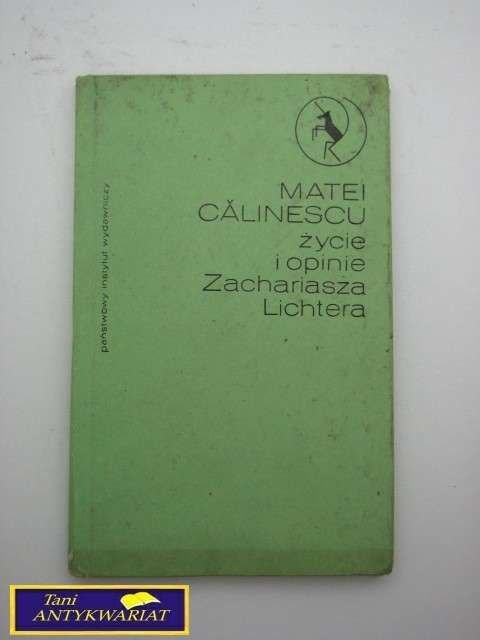 MATEI
CĂLINESCU
życie
i opinie
Zachariasza
Lichtera
państwowy instytut wydawniczy
Tani
ANTYKWARIAT